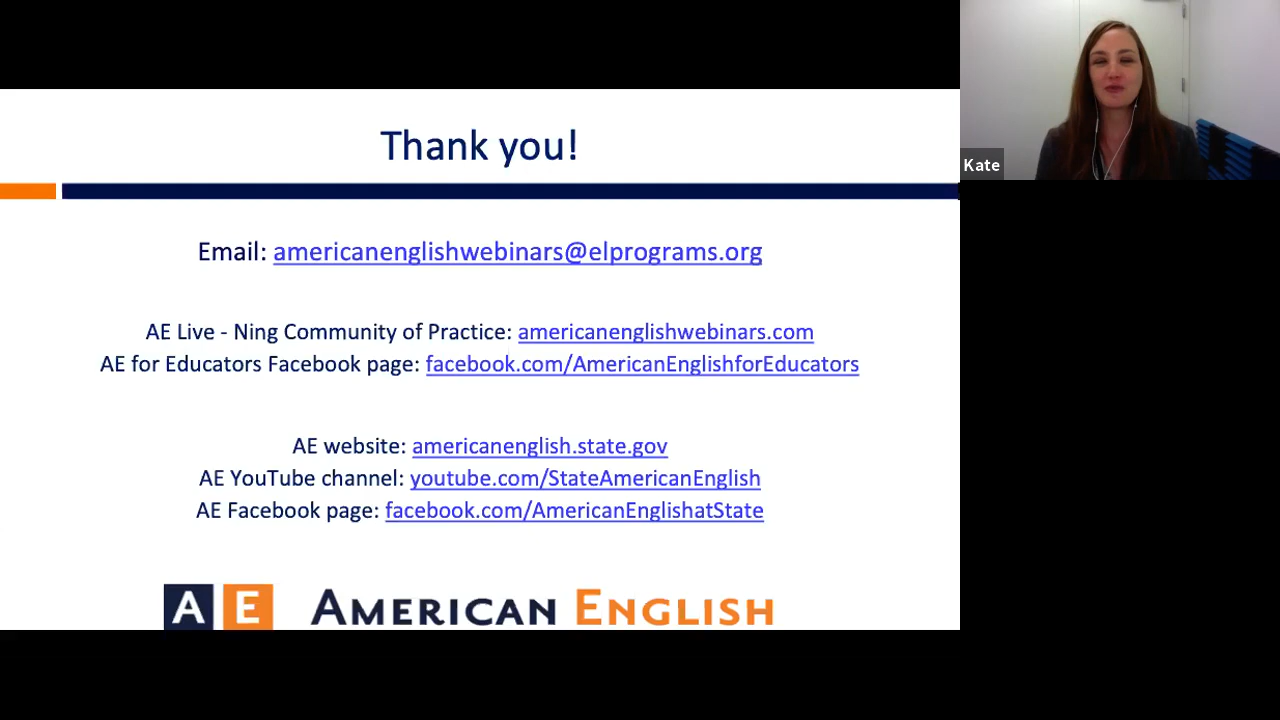 Thank you!
Email: americanenglishwebinars@elprograms.org
AE Live - Ning Community of Practice: americanenglishwebinars.com
AE for Educators Facebook page: facebook.com/AmericanEnglishforEducators
AE website: americanenglish.state.gov
AE YouTube channel: youtube.com/StateAmericanEnglish
AE Facebook page: facebook.com/AmericanEnglishatState
AE AMERICAN ENGLISH
Kate